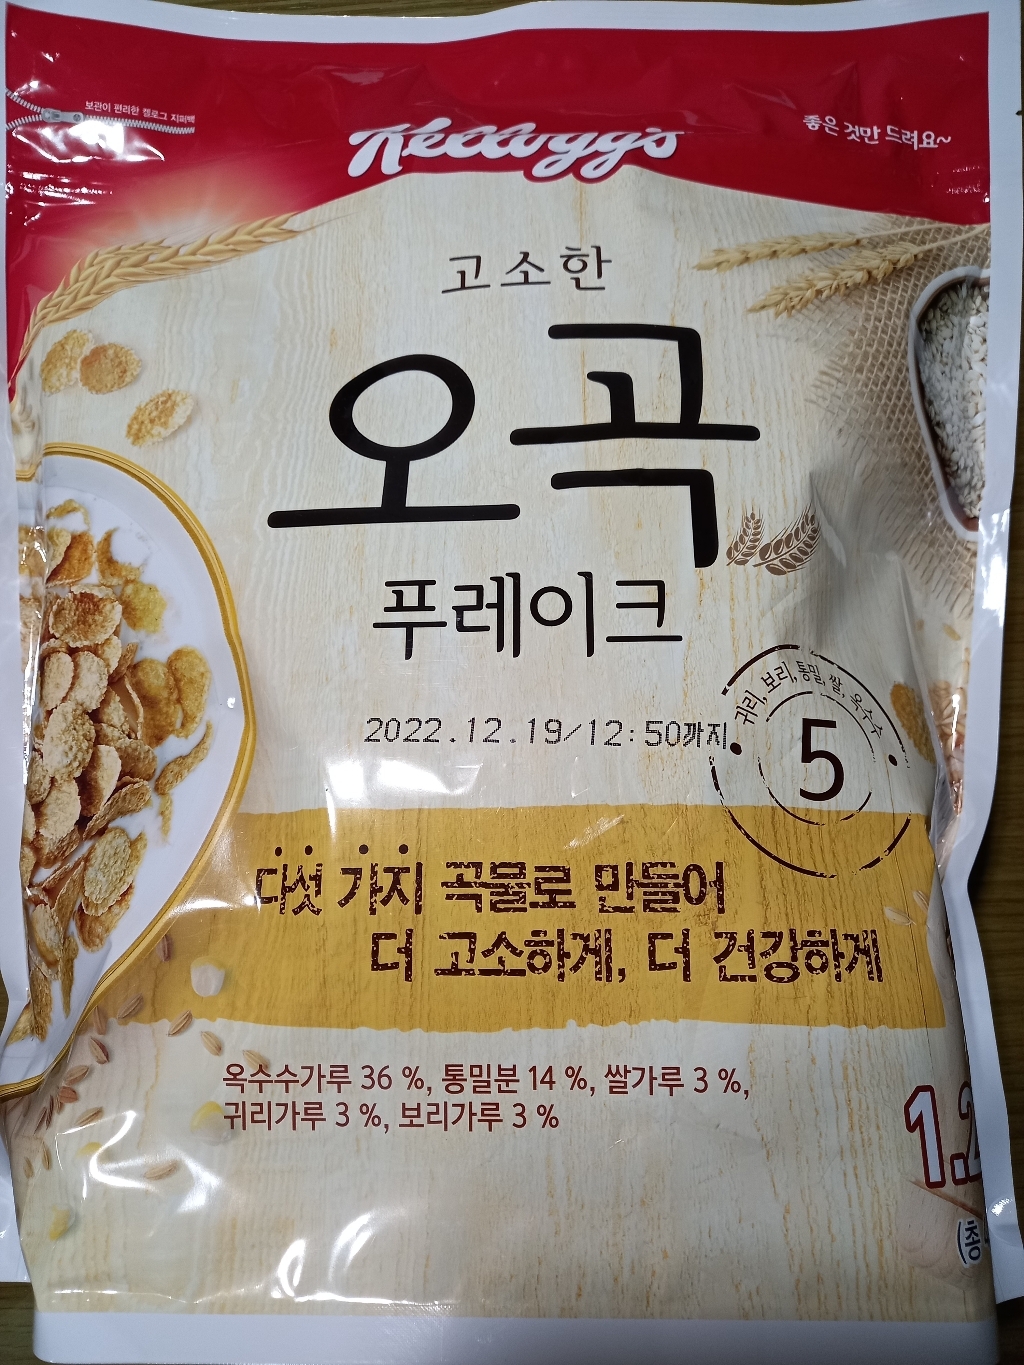 보관이 편리한 켈로그 지퍼백
Kellogg's
좋은 것만 드려요~
고소한
오곡
푸레이크
2022.12.19/12:50까지
귀리, 보리, 통밀, 쌀, 옥수수
5
다섯 가지 곡물로 만들어
더 고소하게, 더 건강하게
옥수수가루 36 %, 통밀분 14 %, 쌀가루 3 %,
귀리가루 3 %, 보리가루 3 %
1.2
(총